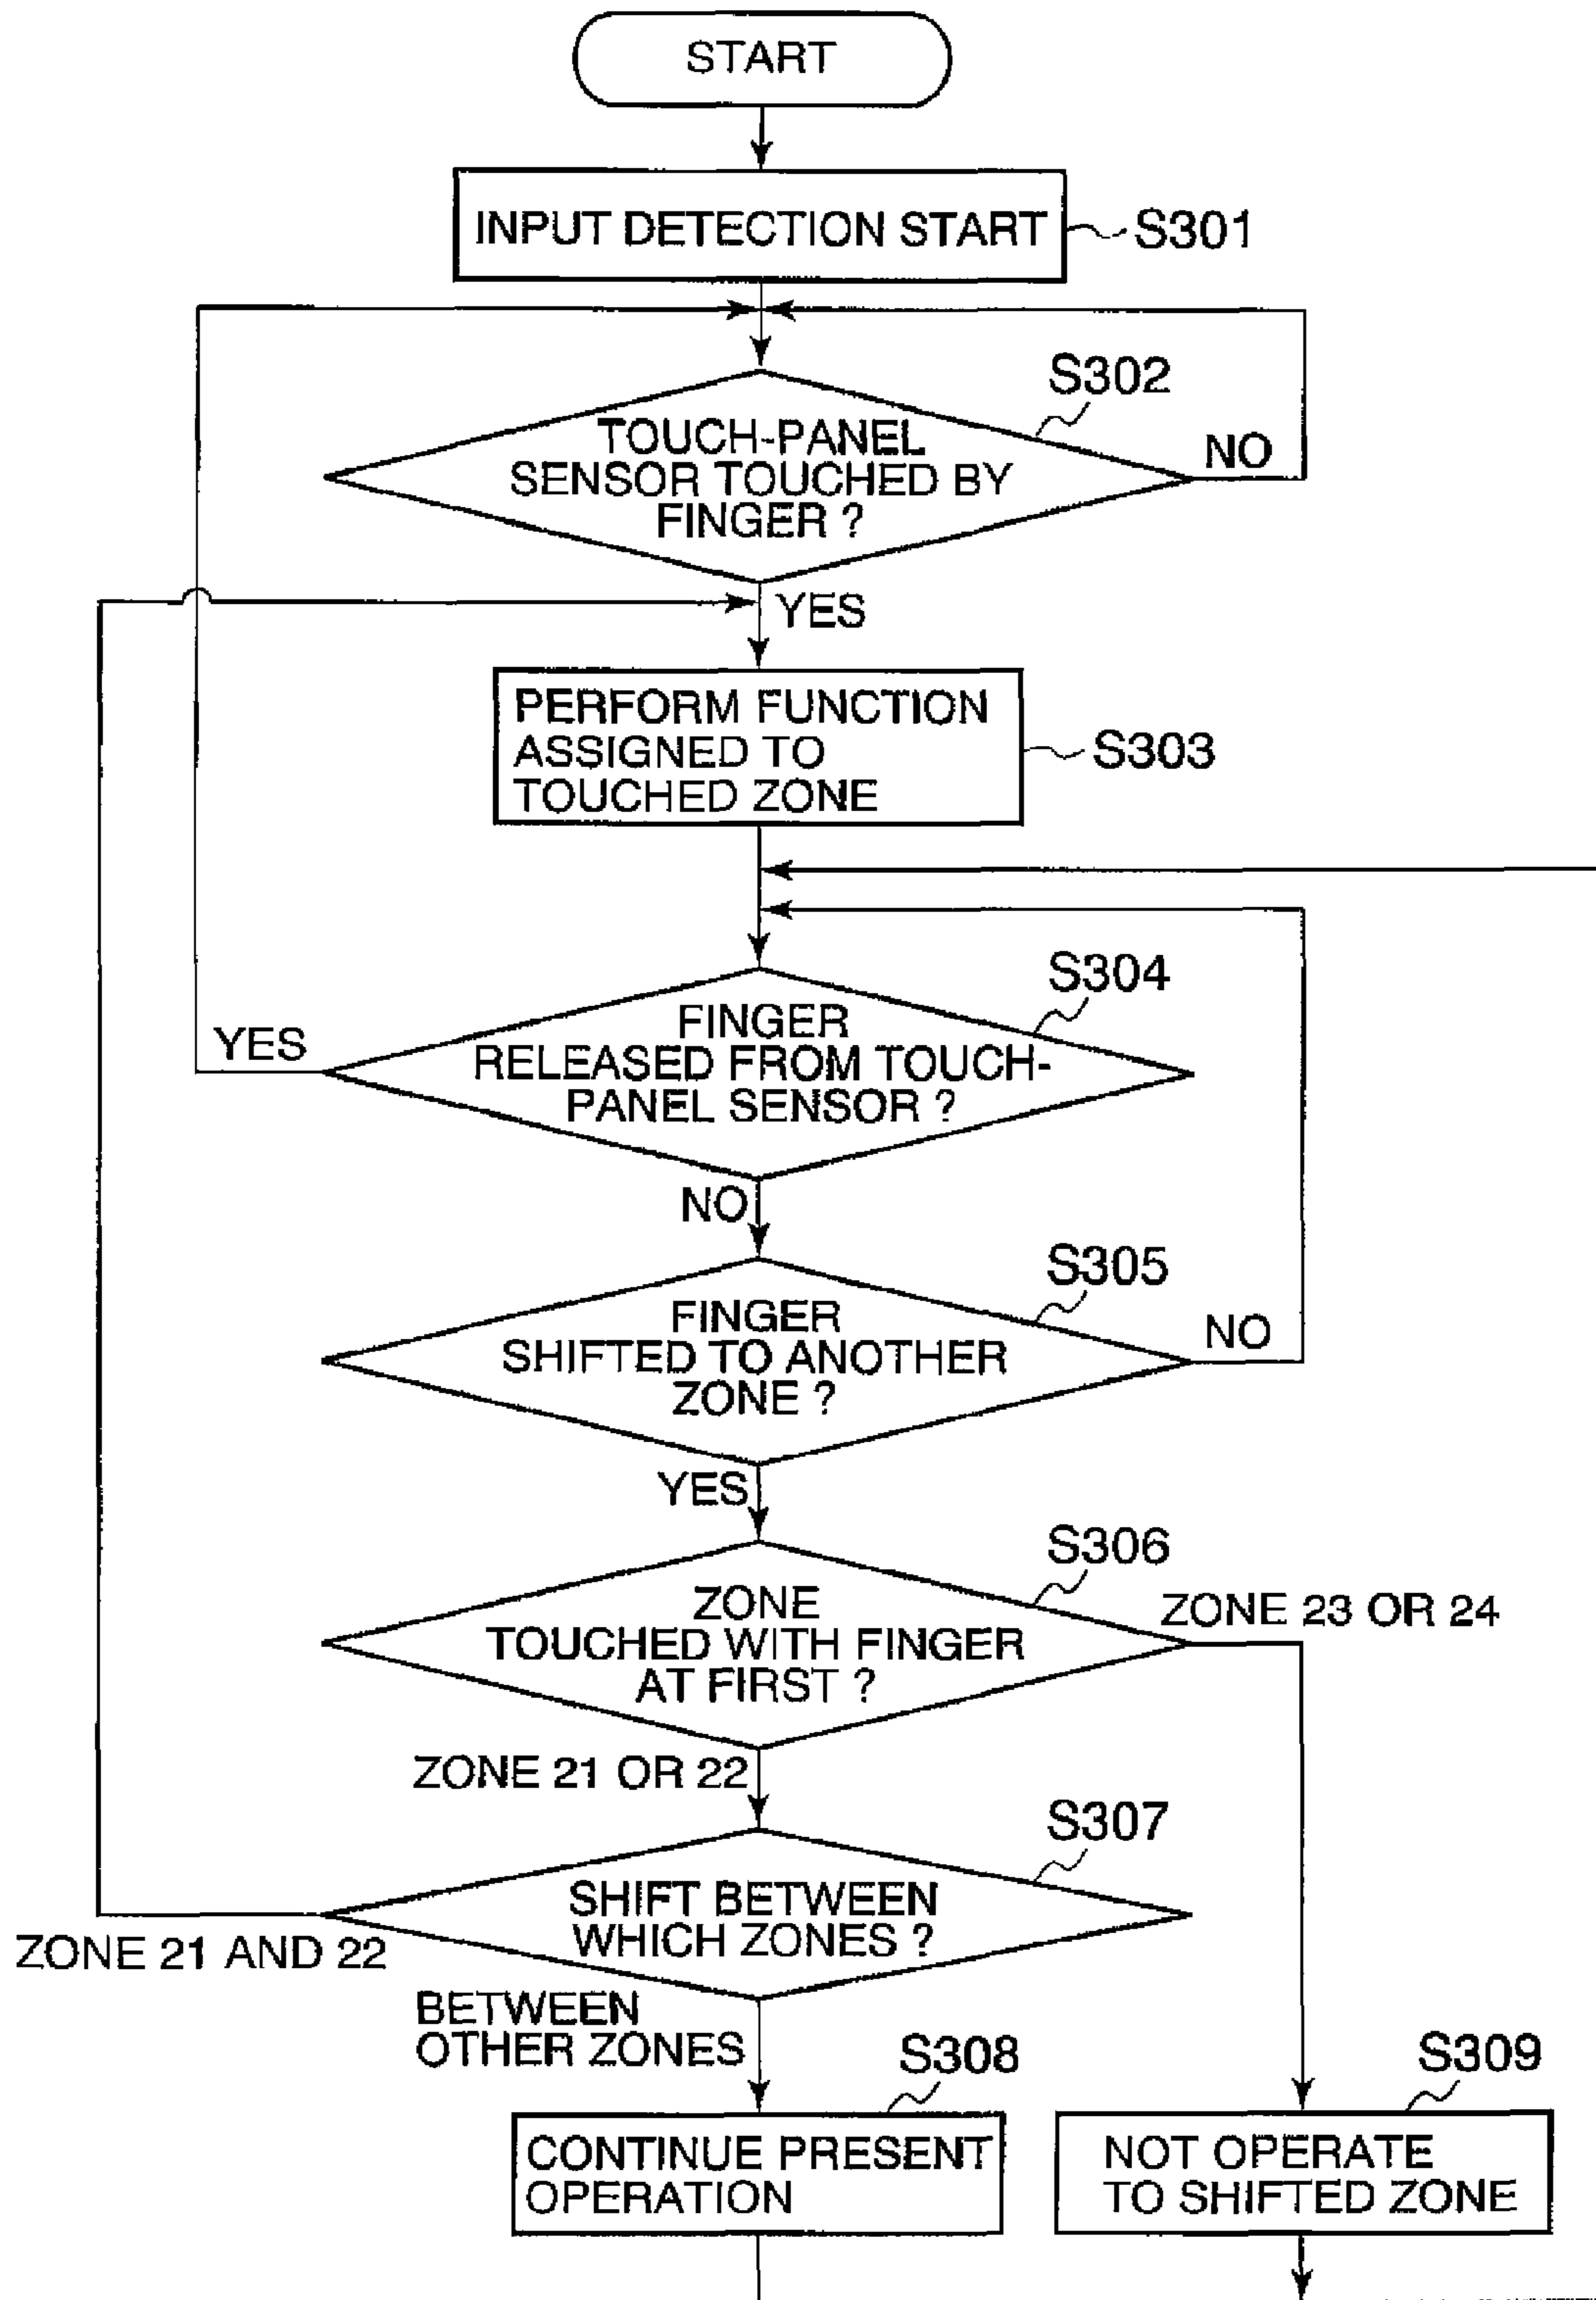 START
INPUT DETECTION START
S301
S302
TOUCH-PANEL
SENSOR TOUCHED BY
FINGER ?
NO
YES
PERFORM FUNCTION
ASSIGNED TO
TOUCHED ZONE
S303
S304
FINGER
RELEASED FROM TOUCH-
PANEL SENSOR ?
YES
NO
S305
FINGER
SHIFTED TO ANOTHER
ZONE ?
NO
YES
S306
ZONE
TOUCHED WITH FINGER
AT FIRST ?
ZONE 23 OR 24
ZONE 21 OR 22
S307
SHIFT BETWEEN
WHICH ZONES ?
ZONE 21 AND 22
BETWEEN
OTHER ZONES
S308
CONTINUE PRESENT
OPERATION
S309
NOT OPERATE
TO SHIFTED ZONE